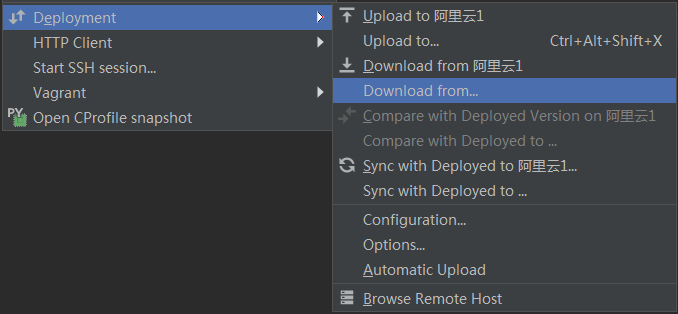 Deployment
HTTP Client
Start SSH session...
Vagrant
PY Open CProfile snapshot
Upload to 阿里云1
Upload to... Ctrl+Alt+Shift+X
Download from 阿里云1
Download from...
Compare with Deployed Version on 阿里云1
Compare with Deployed to ...
Sync with Deployed to 阿里云1...
Sync with Deployed to ...
Configuration...
Options...
Automatic Upload
Browse Remote Host